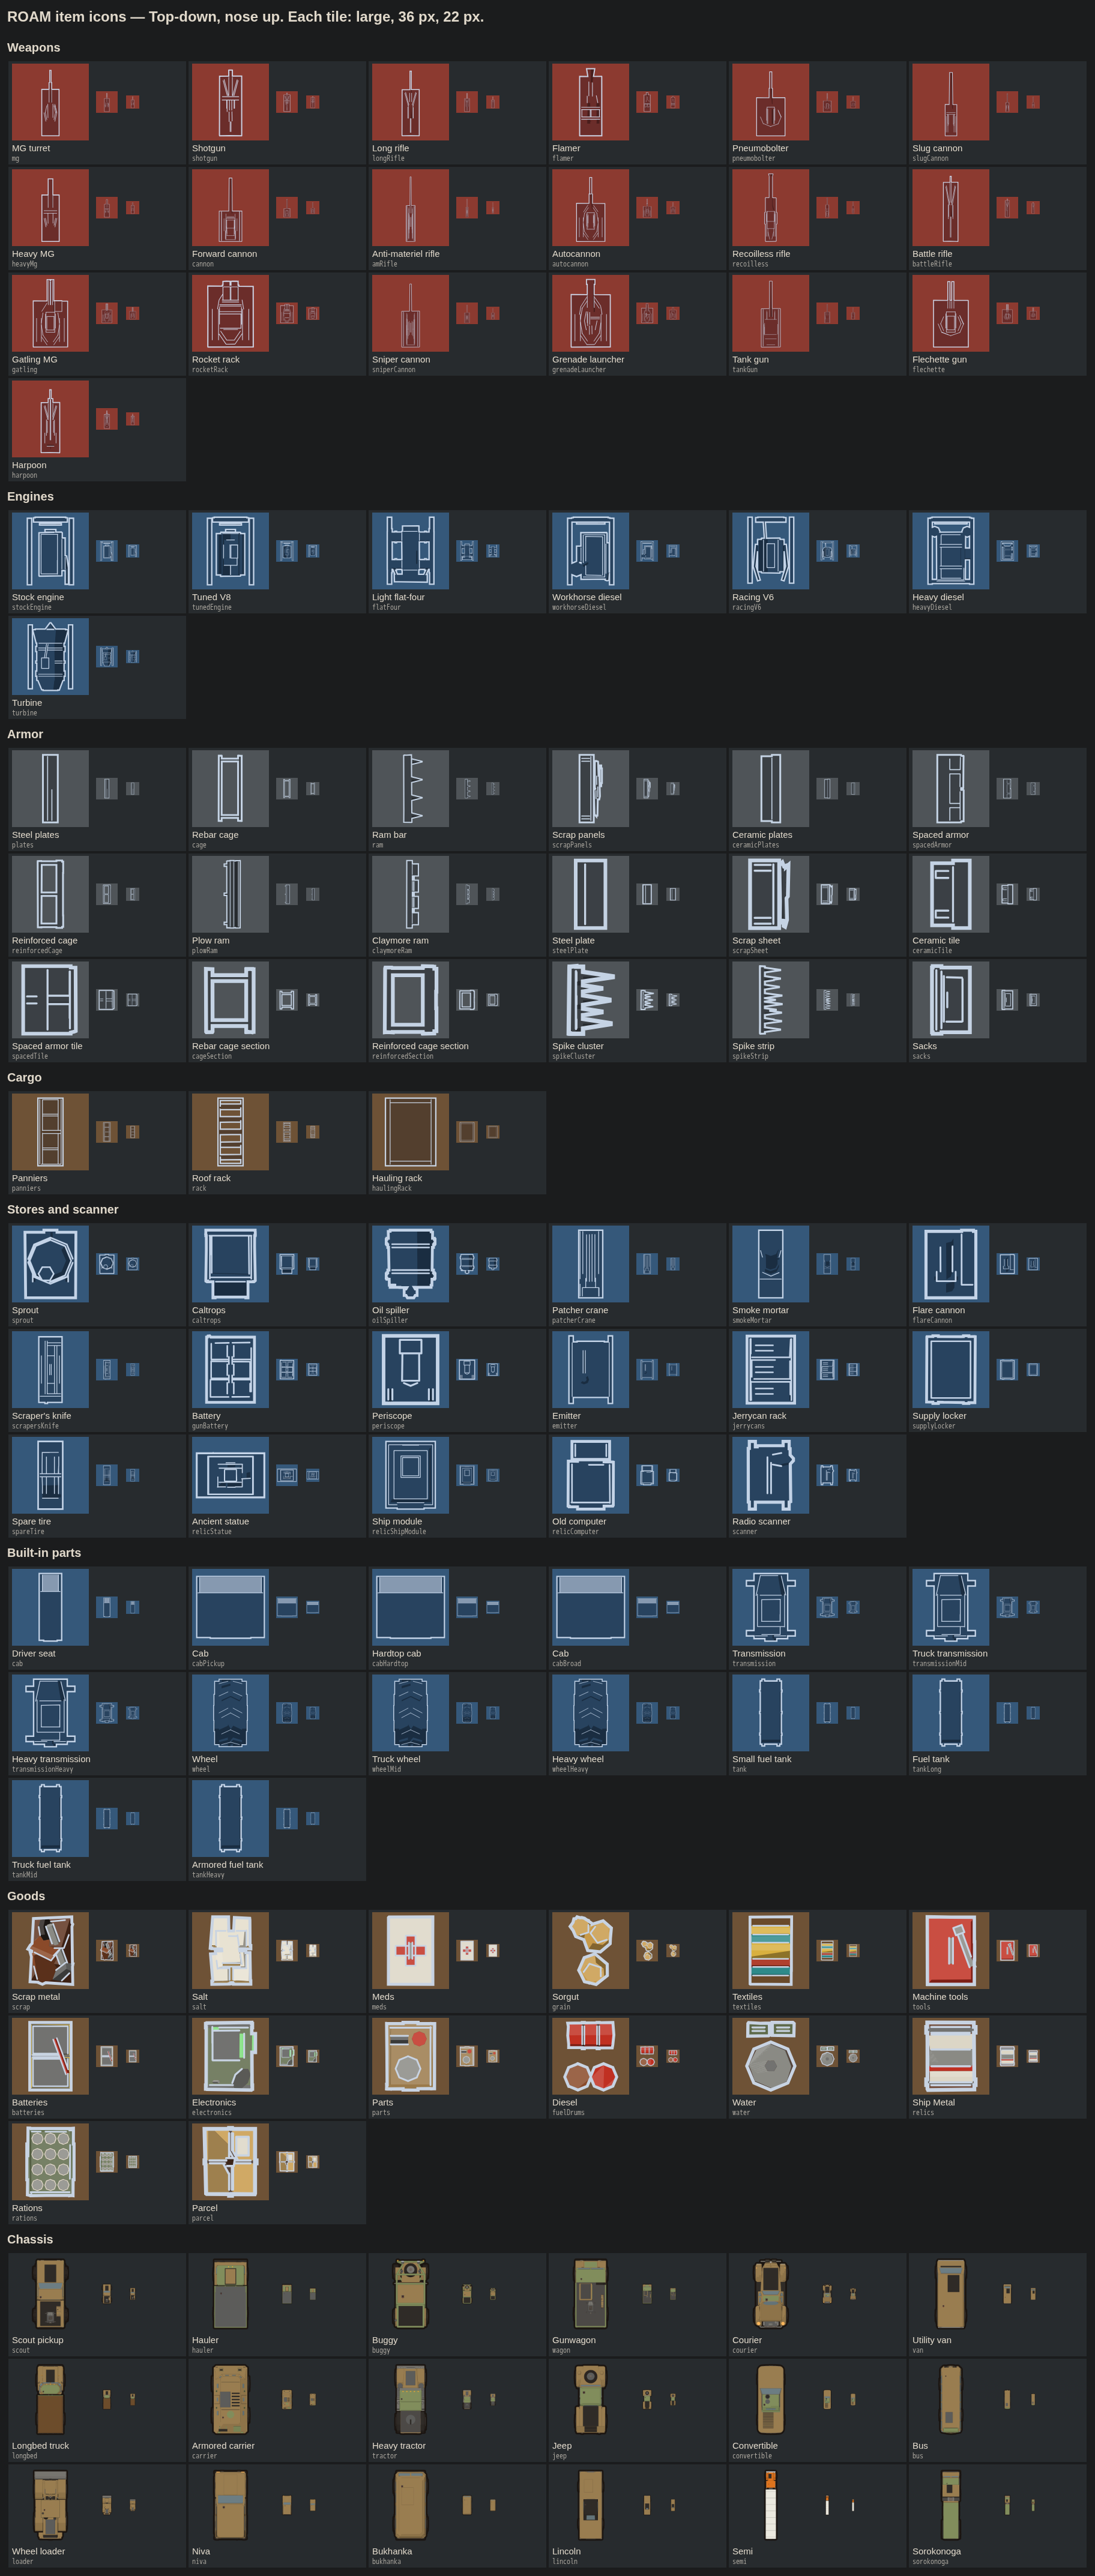 ROAM item icons — Top-down, nose up. Each tile: large, 36 px, 22 px.
Weapons
MG turret
mg
Shotgun
shotgun
Long rifle
longRifle
Flamer
flamer
Pneumobolter
pneumobolter
Slug cannon
slugCannon
Heavy MG
heavyMg
Forward cannon
cannon
Anti-materiel rifle
amRifle
Autocannon
autocannon
Recoilless rifle
recoilless
Battle rifle
battleRifle
Gatling MG
gatling
Rocket rack
rocketRack
Sniper cannon
sniperCannon
Grenade launcher
grenadeLauncher
Tank gun
tankGun
Flechette gun
flechette
Harpoon
harpoon
Engines
Stock engine
stockEngine
Tuned V8
tunedEngine
Light flat-four
flatFour
Workhorse diesel
workhorseDiesel
Racing V6
racingV6
Heavy diesel
heavyDiesel
Turbine
turbine
Armor
Steel plates
plates
Rebar cage
cage
Ram bar
ram
Scrap panels
scrapPanels
Ceramic plates
ceramicPlates
Spaced armor
spacedArmor
Reinforced cage
reinforcedCage
Plow ram
plowRam
Claymore ram
claymoreRam
Steel plate
steelPlate
Scrap sheet
scrapSheet
Ceramic tile
ceramicTile
Spaced armor tile
spacedTile
Rebar cage section
cageSection
Reinforced cage section
reinforcedSection
Spike cluster
spikeCluster
Spike strip
spikeStrip
Sacks
sacks
Cargo
Panniers
panniers
Roof rack
rack
Hauling rack
haulingRack
Stores and scanner
Sprout
sprout
Caltrops
caltrops
Oil spiller
oilSpiller
Patcher crane
patcherCrane
Smoke mortar
smokeMortar
Flare cannon
flareCannon
Scraper's knife
scrapersKnife
Battery
gunBattery
Periscope
periscope
Emitter
emitter
Jerrycan rack
jerrycans
Supply locker
supplyLocker
Spare tire
spareTire
Ancient statue
relicStatue
Ship module
relicShipModule
Old computer
relicComputer
Radio scanner
scanner
Built-in parts
Driver seat
cab
Cab
cabPickup
Hardtop cab
cabHardtop
Cab
cabBroad
Transmission
transmission
Truck transmission
transmissionMid
Heavy transmission
transmissionHeavy
Wheel
wheel
Truck wheel
wheelMid
Heavy wheel
wheelHeavy
Small fuel tank
tank
Fuel tank
tankLong
Truck fuel tank
tankMid
Armored fuel tank
tankHeavy
Goods
Scrap metal
scrap
Salt
salt
Meds
meds
Sorgut
grain
Textiles
textiles
Machine tools
tools
Batteries
batteries
Electronics
electronics
Parts
parts
Diesel
fuelDrums
Water
water
Ship Metal
relics
Rations
rations
Parcel
parcel
Chassis
Scout pickup
scout
Hauler
hauler
Buggy
buggy
Gunwagon
wagon
Courier
courier
Utility van
van
Longbed truck
longbed
Armored carrier
carrier
Heavy tractor
tractor
Jeep
jeep
Convertible
convertible
Bus
bus
Wheel loader
loader
Niva
niva
Bukhanka
bukhanka
Lincoln
lincoln
Semi
semi
Sorokonoga
sorokonoga